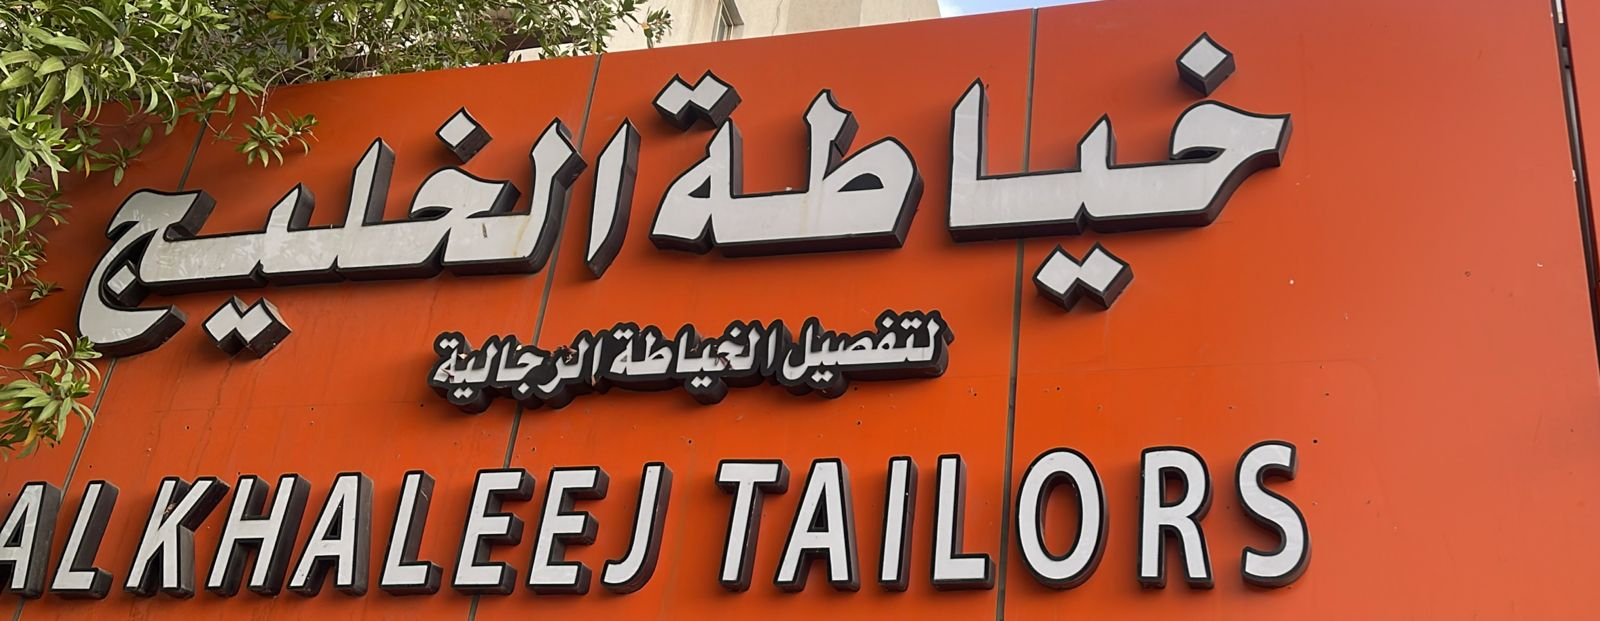 خياطة الخليج
لتفصيل الخياطة الرجالية
AL KHALEEJ TAILORS